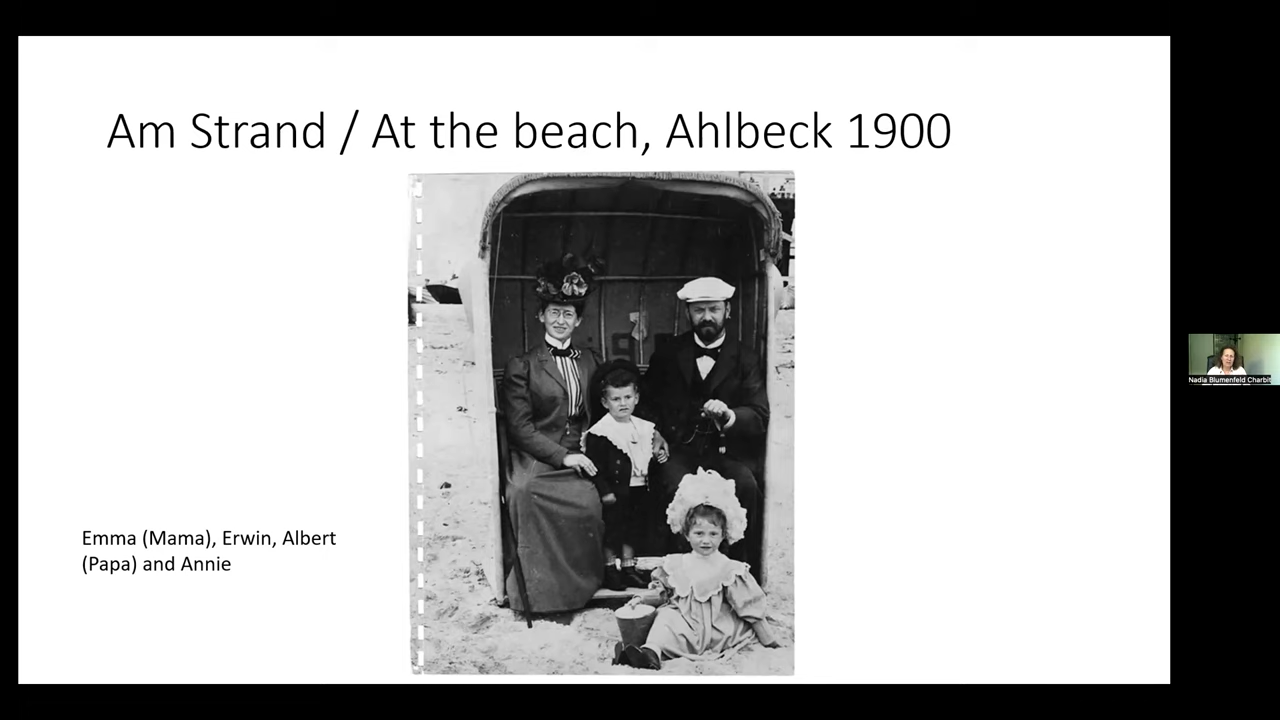 Am Strand / At the beach, Ahlbeck 1900
Emma (Mama), Erwin, Albert
(Papa) and Annie
Nadia Blumenfeld Charbit